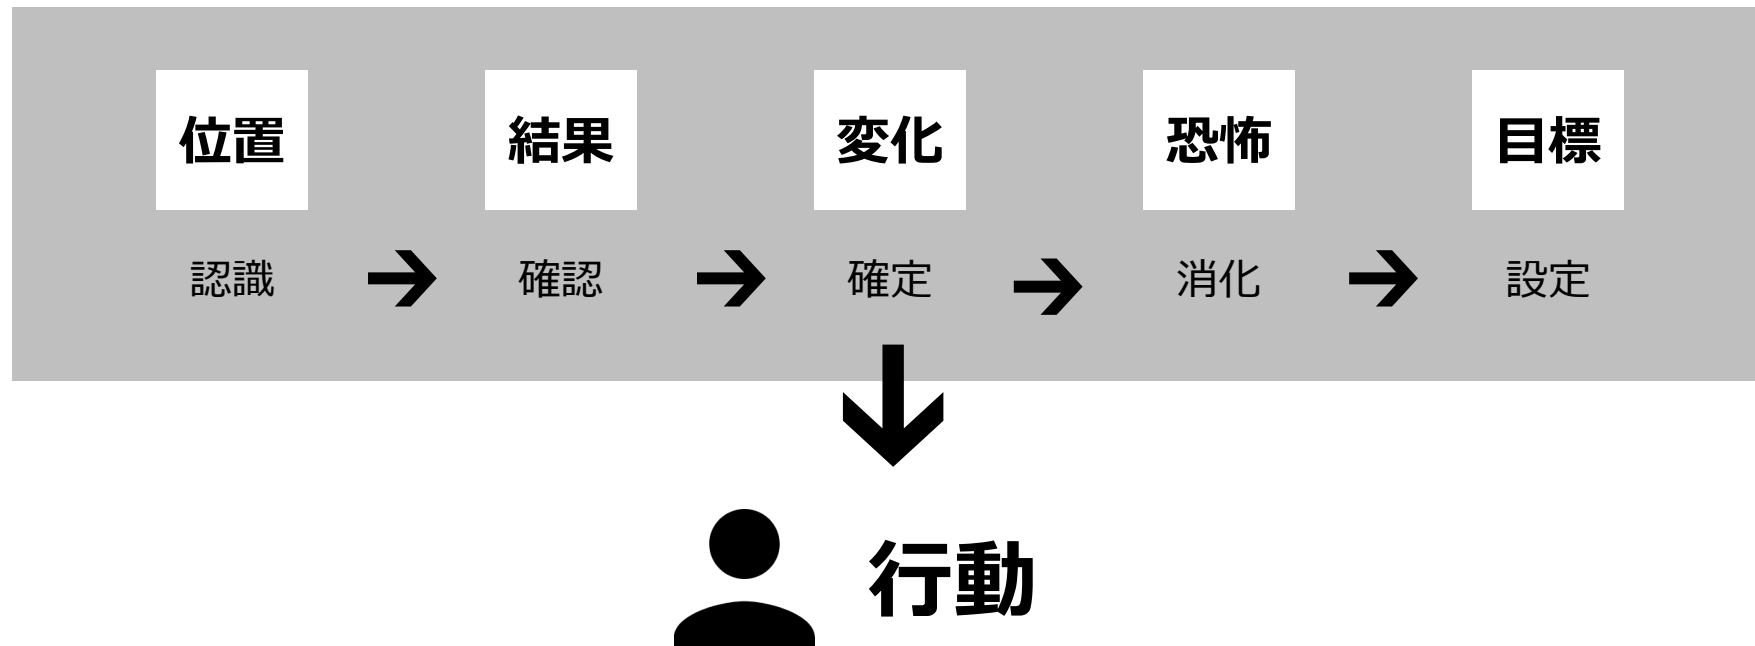 位置 結果 変化 恐怖 目標
認識 確認 確定 消化 設定
行動